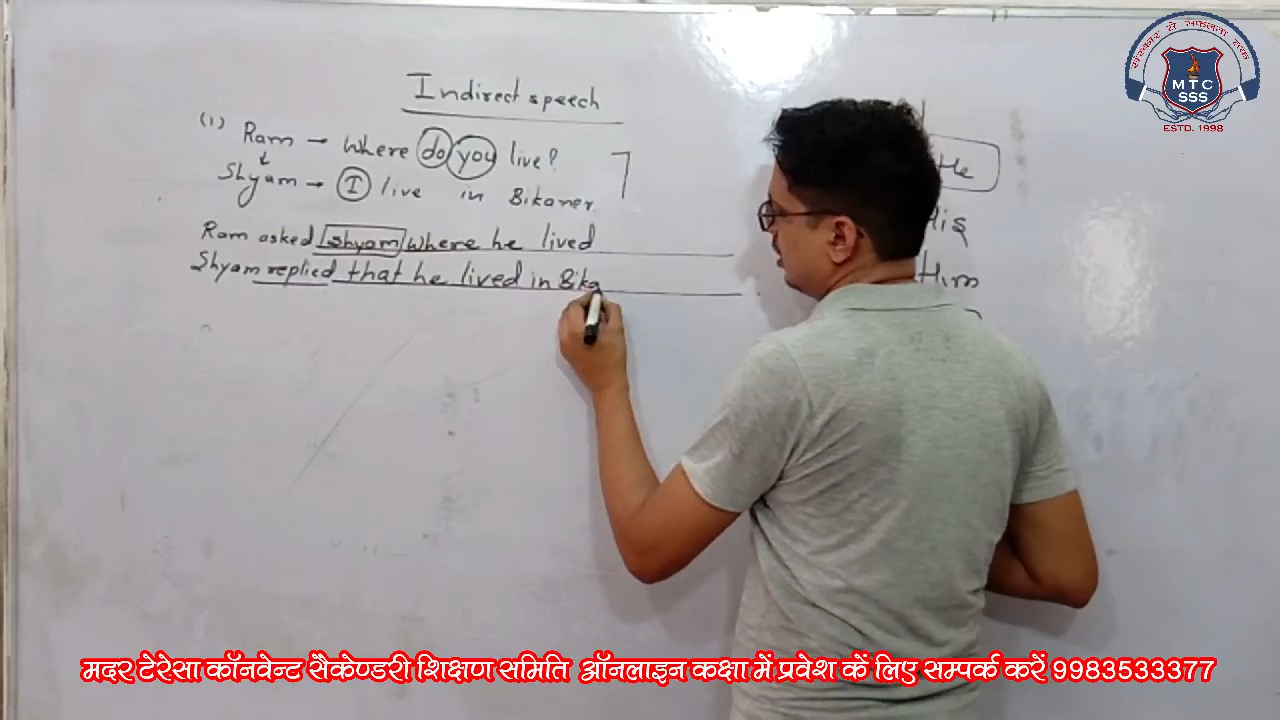 Indirect speech
(1) Ram → Where do you live?
Shyam → I live in Bikaner.
Ram asked shyam where he lived
Shyam replied that he lived in Bika
He
His
Him
संस्कार से सफलता तक
MTC
SSS
ESTD. 1998
मदर टेरेसा कॉनवेन्ट सैकेण्डरी शिक्षण समिति ऑनलाइन कक्षा में प्रवेश कें लिए सम्पर्क करें 9983533377